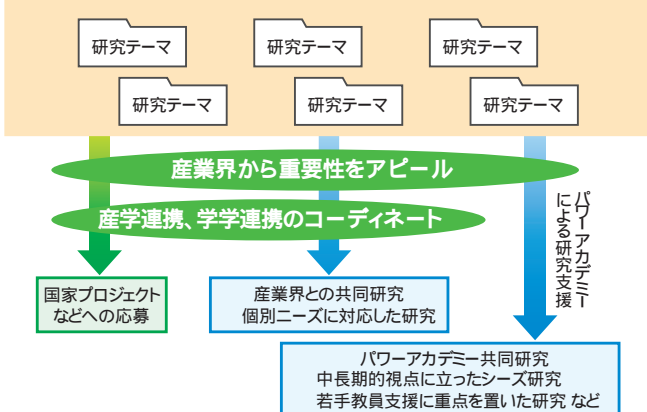 研究テーマ
研究テーマ
研究テーマ
研究テーマ
研究テーマ
研究テーマ
産業界から重要性をアピール
産学連携、学学連携のコーディネート
パワーアカデミー
による研究支援
国家プロジェクト
などへの応募
産業界との共同研究
個別ニーズに対応した研究
パワーアカデミー共同研究
中長期的視点に立ったシーズ研究
若手教員支援に重点を置いた研究 など